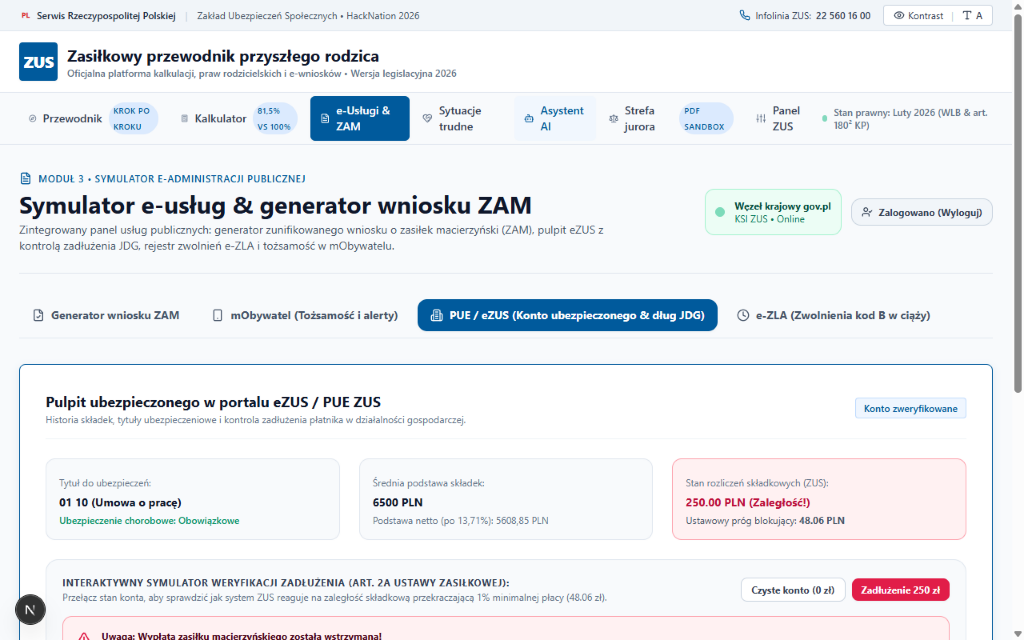 PL Serwis Rzeczypospolitej Polskiej | Zakład Ubezpieczeń Społecznych • HackNation 2026
Infolinia ZUS: 22 560 16 00
Kontrast | T A
ZUS
Zasiłkowy przewodnik przyszłego rodzica
Oficjalna platforma kalkulacji, praw rodzicielskich i e-wniosków • Wersja legislacyjna 2026
Przewodnik
KROK PO
KROKU
Kalkulator
81,5%
VS 100%
e-Usługi &
ZAM
Sytuacje
trudne
Asystent
AI
Strefa
jurora
PDF
SANDBOX
Panel
ZUS
Stan prawny: Luty 2026 (WLB & art.
180² KP)
MODUŁ 3 • SYMULATOR E-ADMINISTRACJI PUBLICZNEJ
Symulator e-usług & generator wniosku ZAM
Zintegrowany panel usług publicznych: generator zunifikowanego wniosku o zasiłek macierzyński (ZAM), pulpit eZUS z
kontrolą zadłużenia JDG, rejestr zwolnień e-ZLA i tożsamość w mObywatelu.
Węzeł krajowy gov.pl
KSI ZUS • Online
Zalogowano (Wyloguj)
Generator wniosku ZAM
mObywatel (Tożsamość i alerty)
PUE / eZUS (Konto ubezpieczonego & dług JDG)
e-ZLA (Zwolnienia kod B w ciąży)
Pulpit ubezpieczonego w portalu eZUS / PUE ZUS
Historia składek, tytuły ubezpieczeniowe i kontrola zadłużenia płatnika w działalności gospodarczej.
Konto zweryfikowane
Tytuł do ubezpieczeń:
01 10 (Umowa o pracę)
Ubezpieczenie chorobowe: Obowiązkowe
Średnia podstawa składek:
6500 PLN
Podstawa netto (po 13,71%): 5608,85 PLN
Stan rozliczeń składkowych (ZUS):
250.00 PLN (Zaległość!)
Ustawowy próg blokujący: 48.06 PLN
INTERAKTYWNY SYMULATOR WERYFIKACJI ZADŁUŻENIA (ART. 2A USTAWY ZASIŁKOWEJ):
Przełącz stan konta, aby sprawdzić jak system ZUS reaguje na zaległość składkową przekraczającą 1% minimalnej płacy (48.06 zł).
Czyste konto (0 zł)
Zadłużenie 250 zł
N
Uwaga: Wypłata zasiłku macierzyńskiego została wstrzymana!